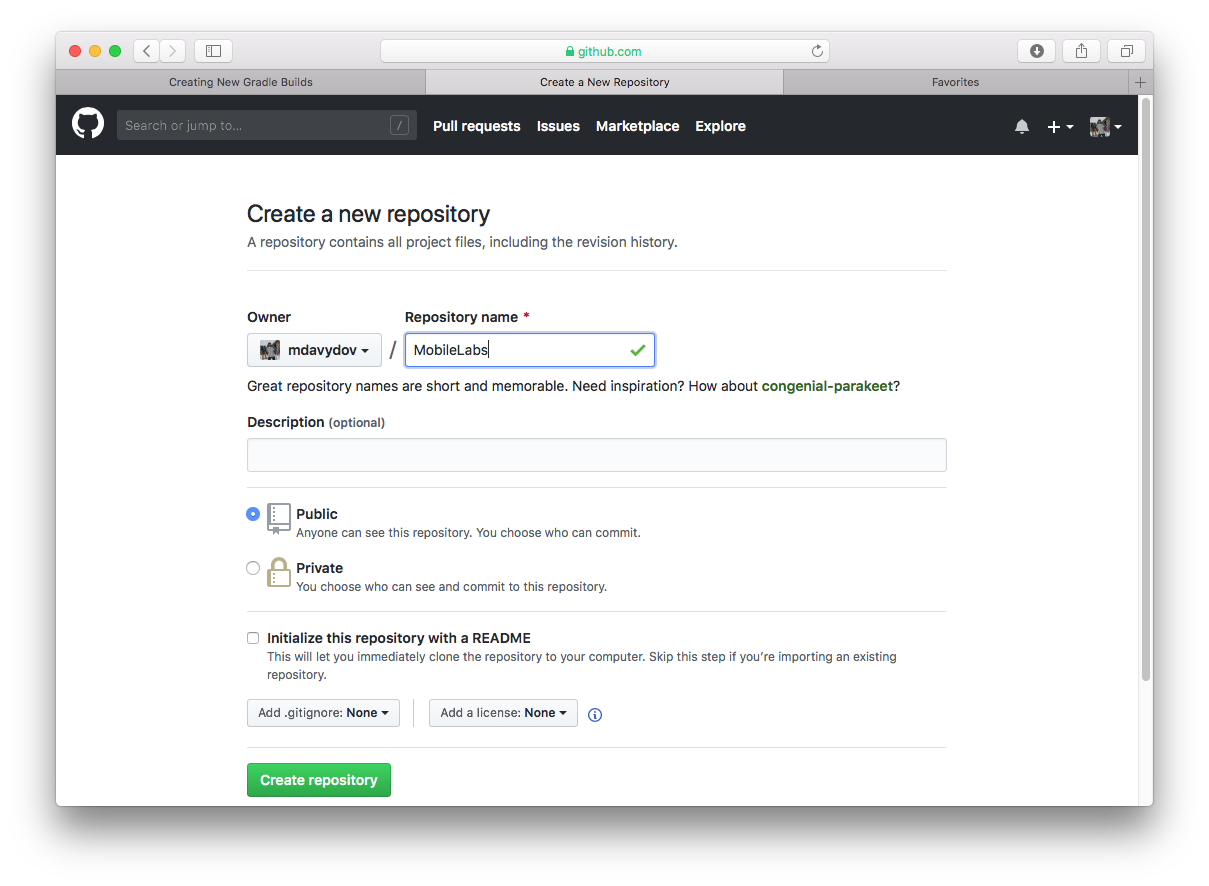 github.com
Creating New Gradle Builds
Create a New Repository
Favorites
Search or jump to...
/
Pull requests
Issues
Marketplace
Explore
Create a new repository
A repository contains all project files, including the revision history.
Owner
Repository name *
mdavydov
/
MobileLabs
Great repository names are short and memorable. Need inspiration? How about congenial-parakeet?
Description (optional)
Public
Anyone can see this repository. You choose who can commit.
Private
You choose who can see and commit to this repository.
Initialize this repository with a README
This will let you immediately clone the repository to your computer. Skip this step if you’re importing an existing
repository.
Add .gitignore: None
Add a license: None
Create repository